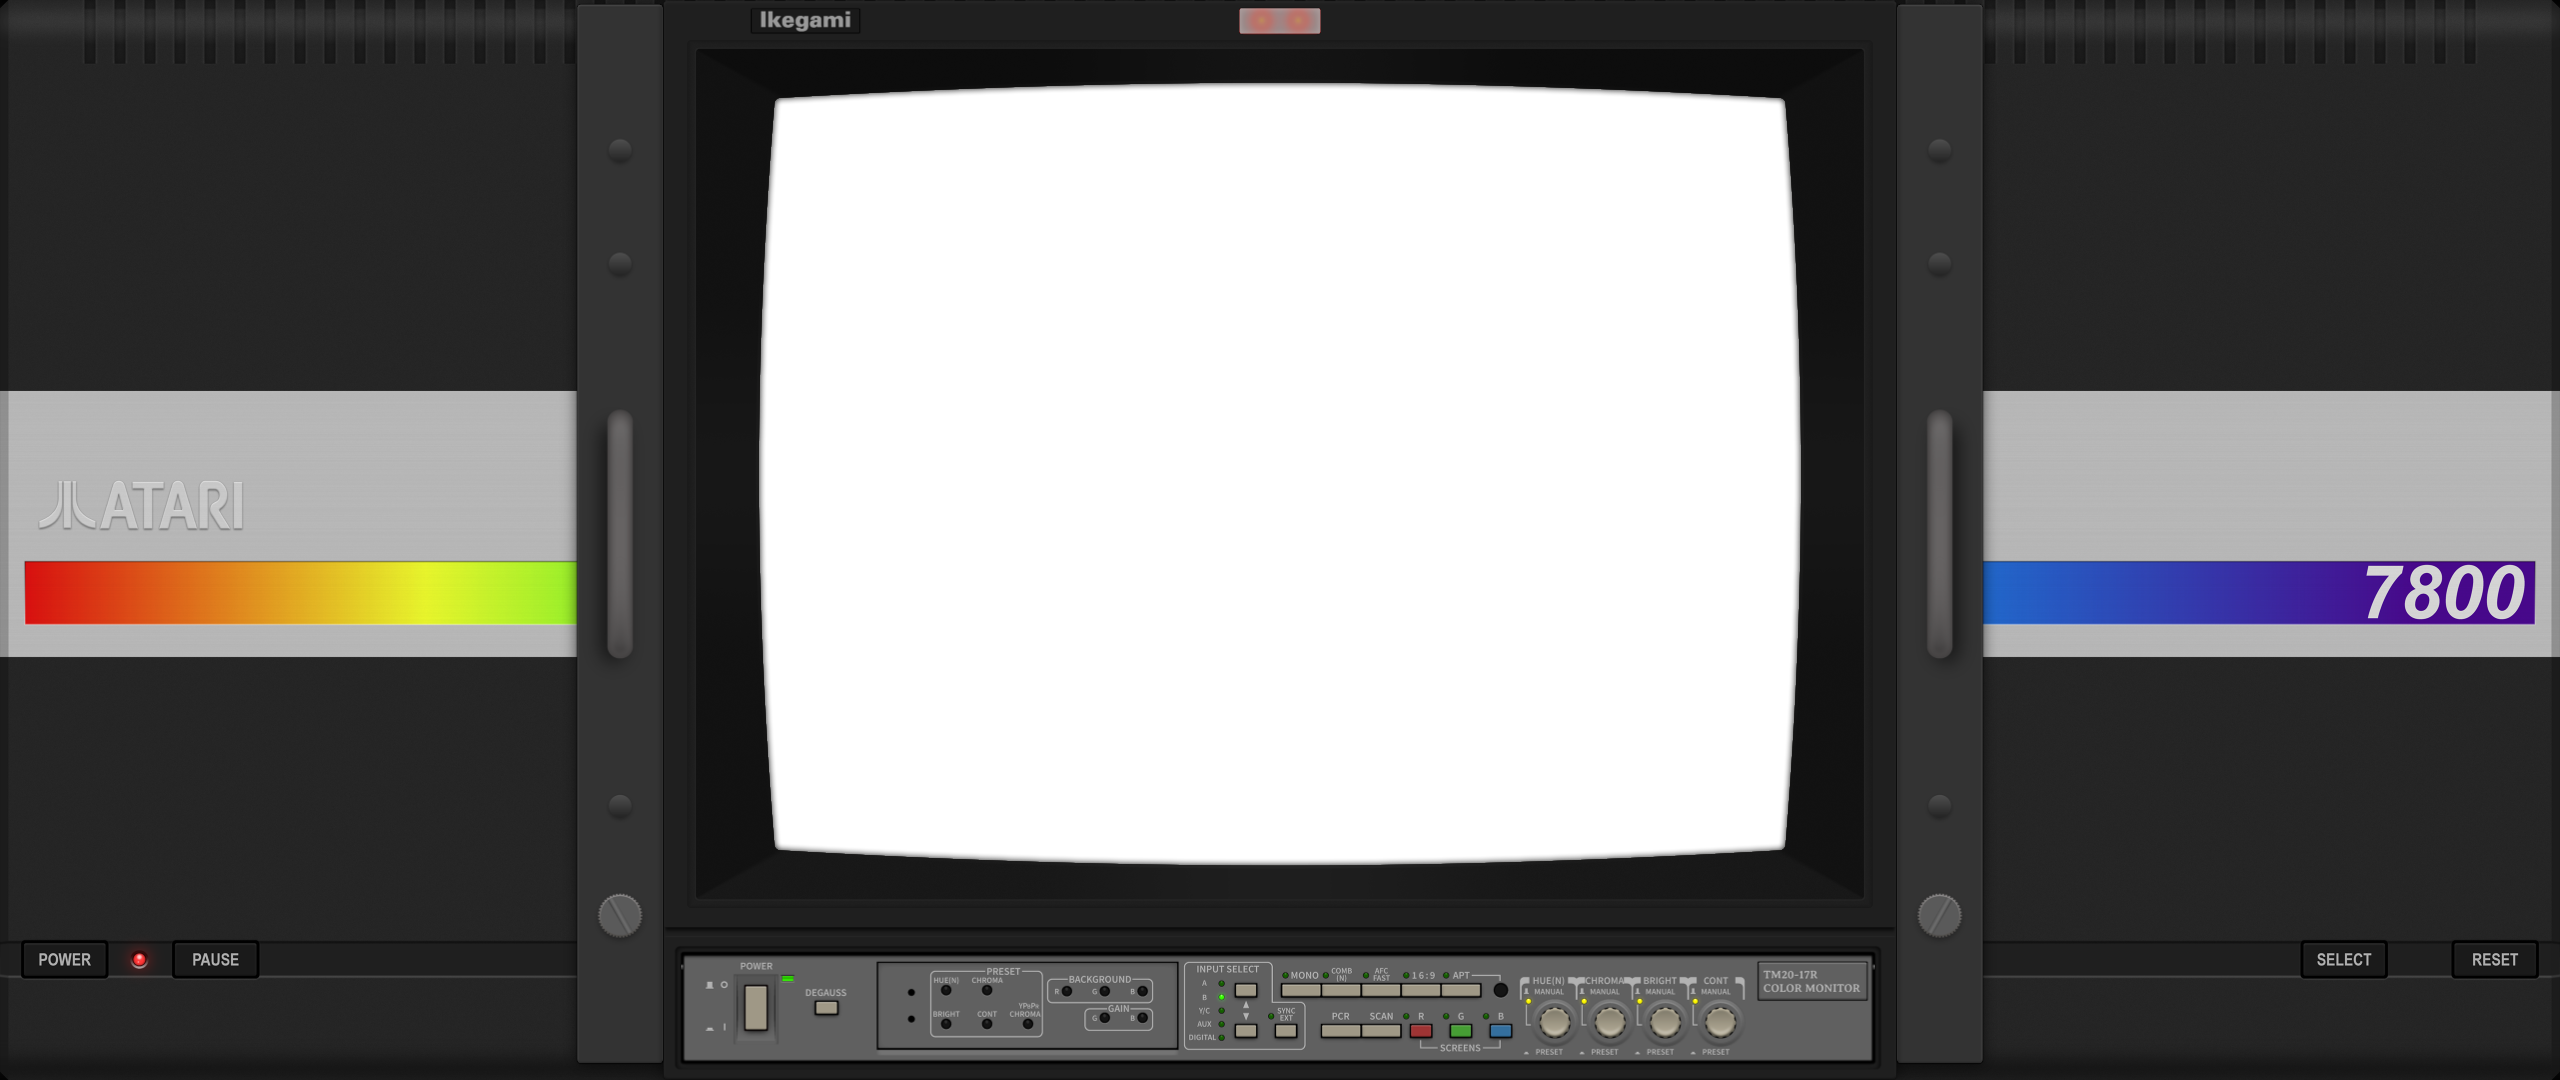 Ikegami
ATARI
7800
POWER
PAUSE
SELECT
RESET
POWER
DEGAUSS
PRESET
HUE(N)
CHROMA
BRIGHT
CONT
YPBPR
CHROMA
BACKGROUND
R
G
B
GAIN
G
B
INPUT SELECT
A
B
Y/C
AUX
DIGITAL
SYNC
EXT
MONO
COMB
(N)
AFC
FAST
16:9
APT
PCR
SCAN
R
G
B
SCREENS
HUE(N)
MANUAL
PRESET
CHROMA
MANUAL
PRESET
BRIGHT
MANUAL
PRESET
CONT
MANUAL
PRESET
TM20-17R
COLOR MONITOR